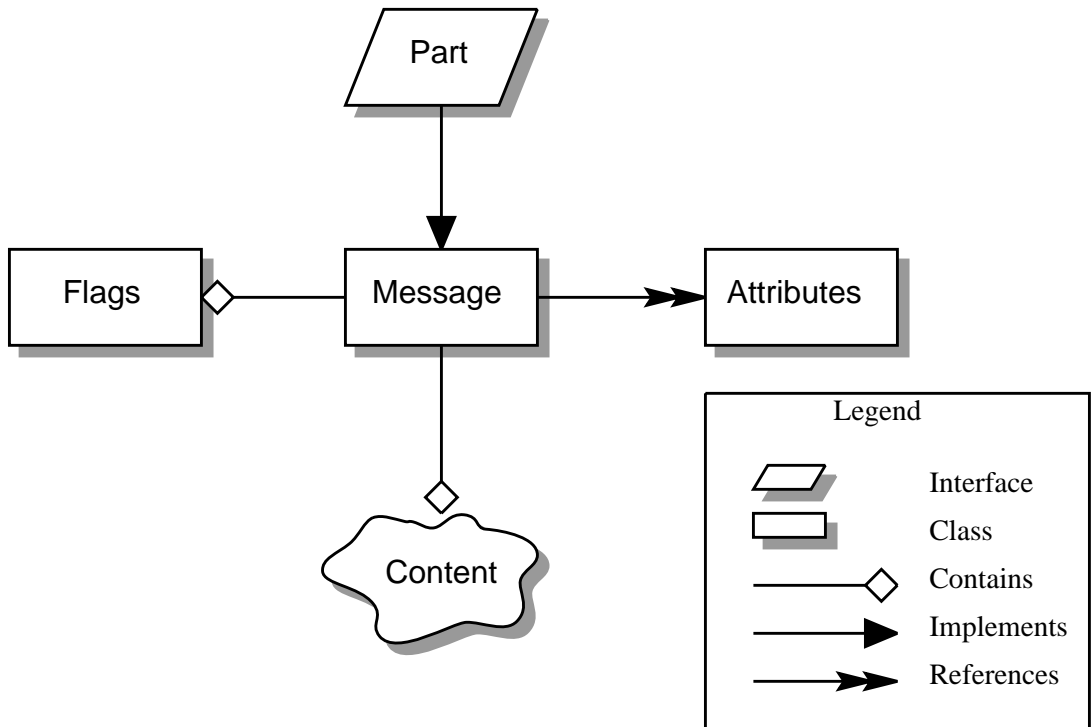 Part
Flags
Message
Attributes
Content
Legend
Interface
Class
Contains
Implements
References